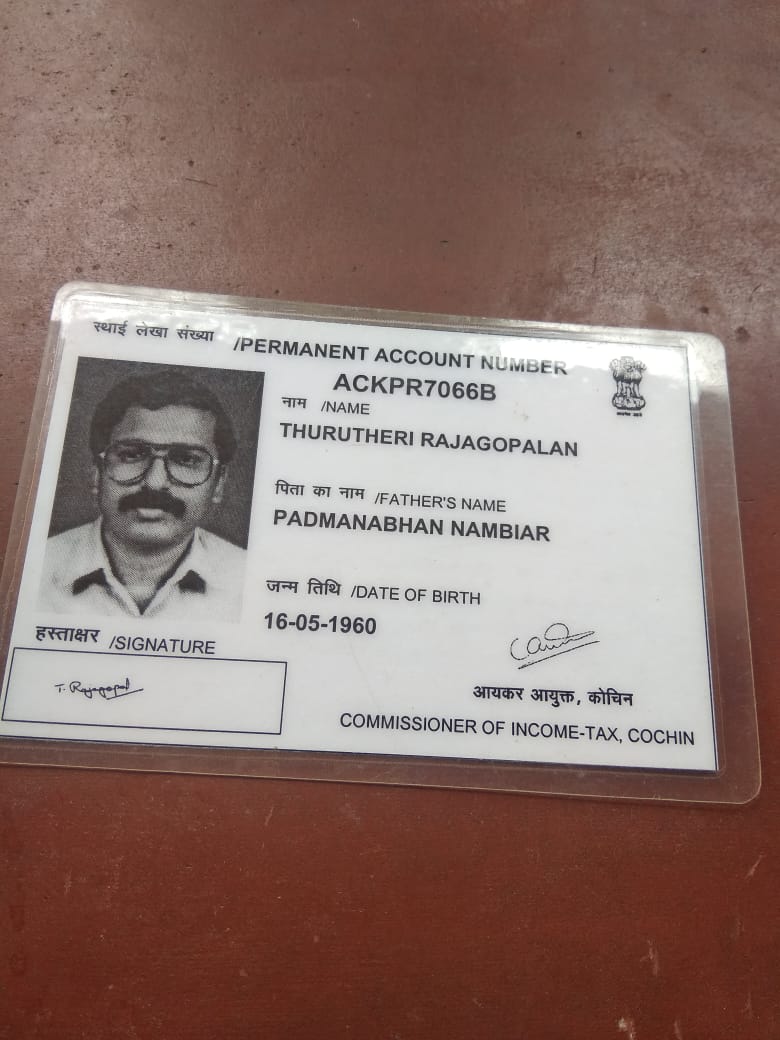 स्थाई लेखा संख्या /PERMANENT ACCOUNT NUMBER
ACKPR7066B
नाम /NAME
THURUTHERI RAJAGOPALAN
पिता का नाम /FATHER'S NAME
PADMANABHAN NAMBIAR
जन्म तिथि /DATE OF BIRTH
16-05-1960
हस्ताक्षर /SIGNATURE
T. Rajagopal
आयकर आयुक्त, कोचिन
COMMISSIONER OF INCOME-TAX, COCHIN